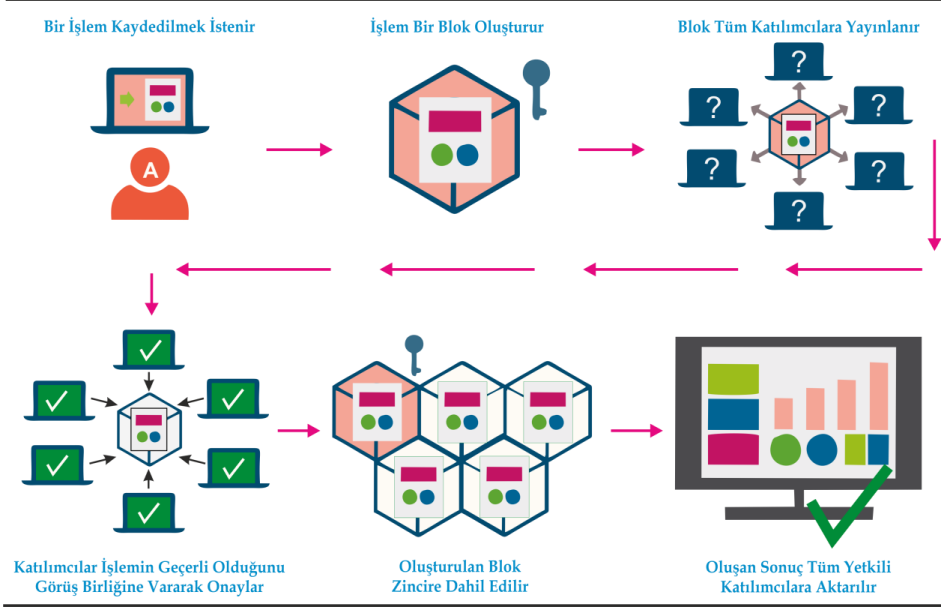 Bir İşlem Kaydedilmek İstenir
İşlem Bir Blok Oluşturur
Blok Tüm Katılımcılara Yayınlanır
?
?
?
?
?
?
A
Katılımcılar İşlemin Geçerli Olduğunu
Görüş Birliğine Vararak Onaylar
Oluşturulan Blok
Zincire Dahil Edilir
Oluşan Sonuç Tüm Yetkili
Katılımcılara Aktarılır